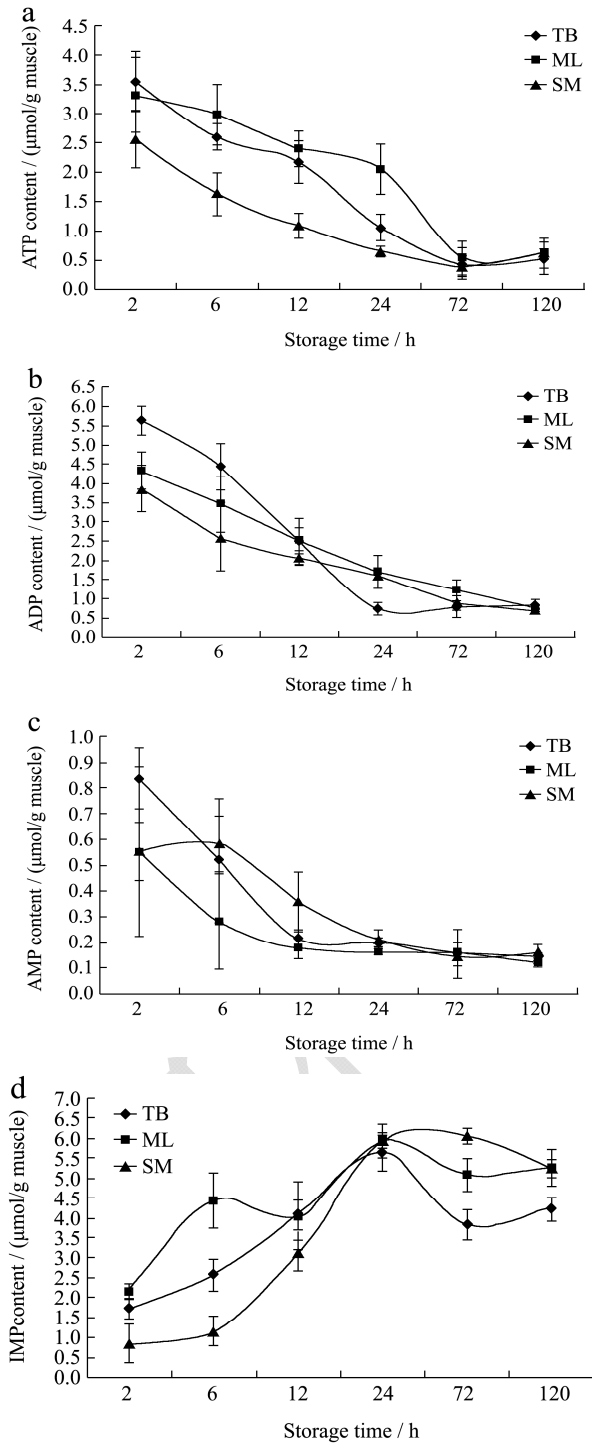 a
ATP content / (μmol/g muscle)
4.5
4.0
3.5
3.0
2.5
2.0
1.5
1.0
0.5
0.0
TB
ML
SM
2 6 12 24 72 120
Storage time / h
b
ADP content / (μmol/g muscle)
6.5
6.0
5.5
5.0
4.5
4.0
3.5
3.0
2.5
2.0
1.5
1.0
0.5
0.0
TB
ML
SM
2 6 12 24 72 120
Storage time / h
c
AMP content / (μmol/g muscle)
1.0
0.9
0.8
0.7
0.6
0.5
0.4
0.3
0.2
0.1
0.0
TB
ML
SM
2 6 12 24 72 120
Storage time / h
d
IMPcontent / (μmol/g muscle)
7.0
6.5
6.0
5.5
5.0
4.5
4.0
3.5
3.0
2.5
2.0
1.5
1.0
0.5
0.0
TB
ML
SM
2 6 12 24 72 120
Storage time / h